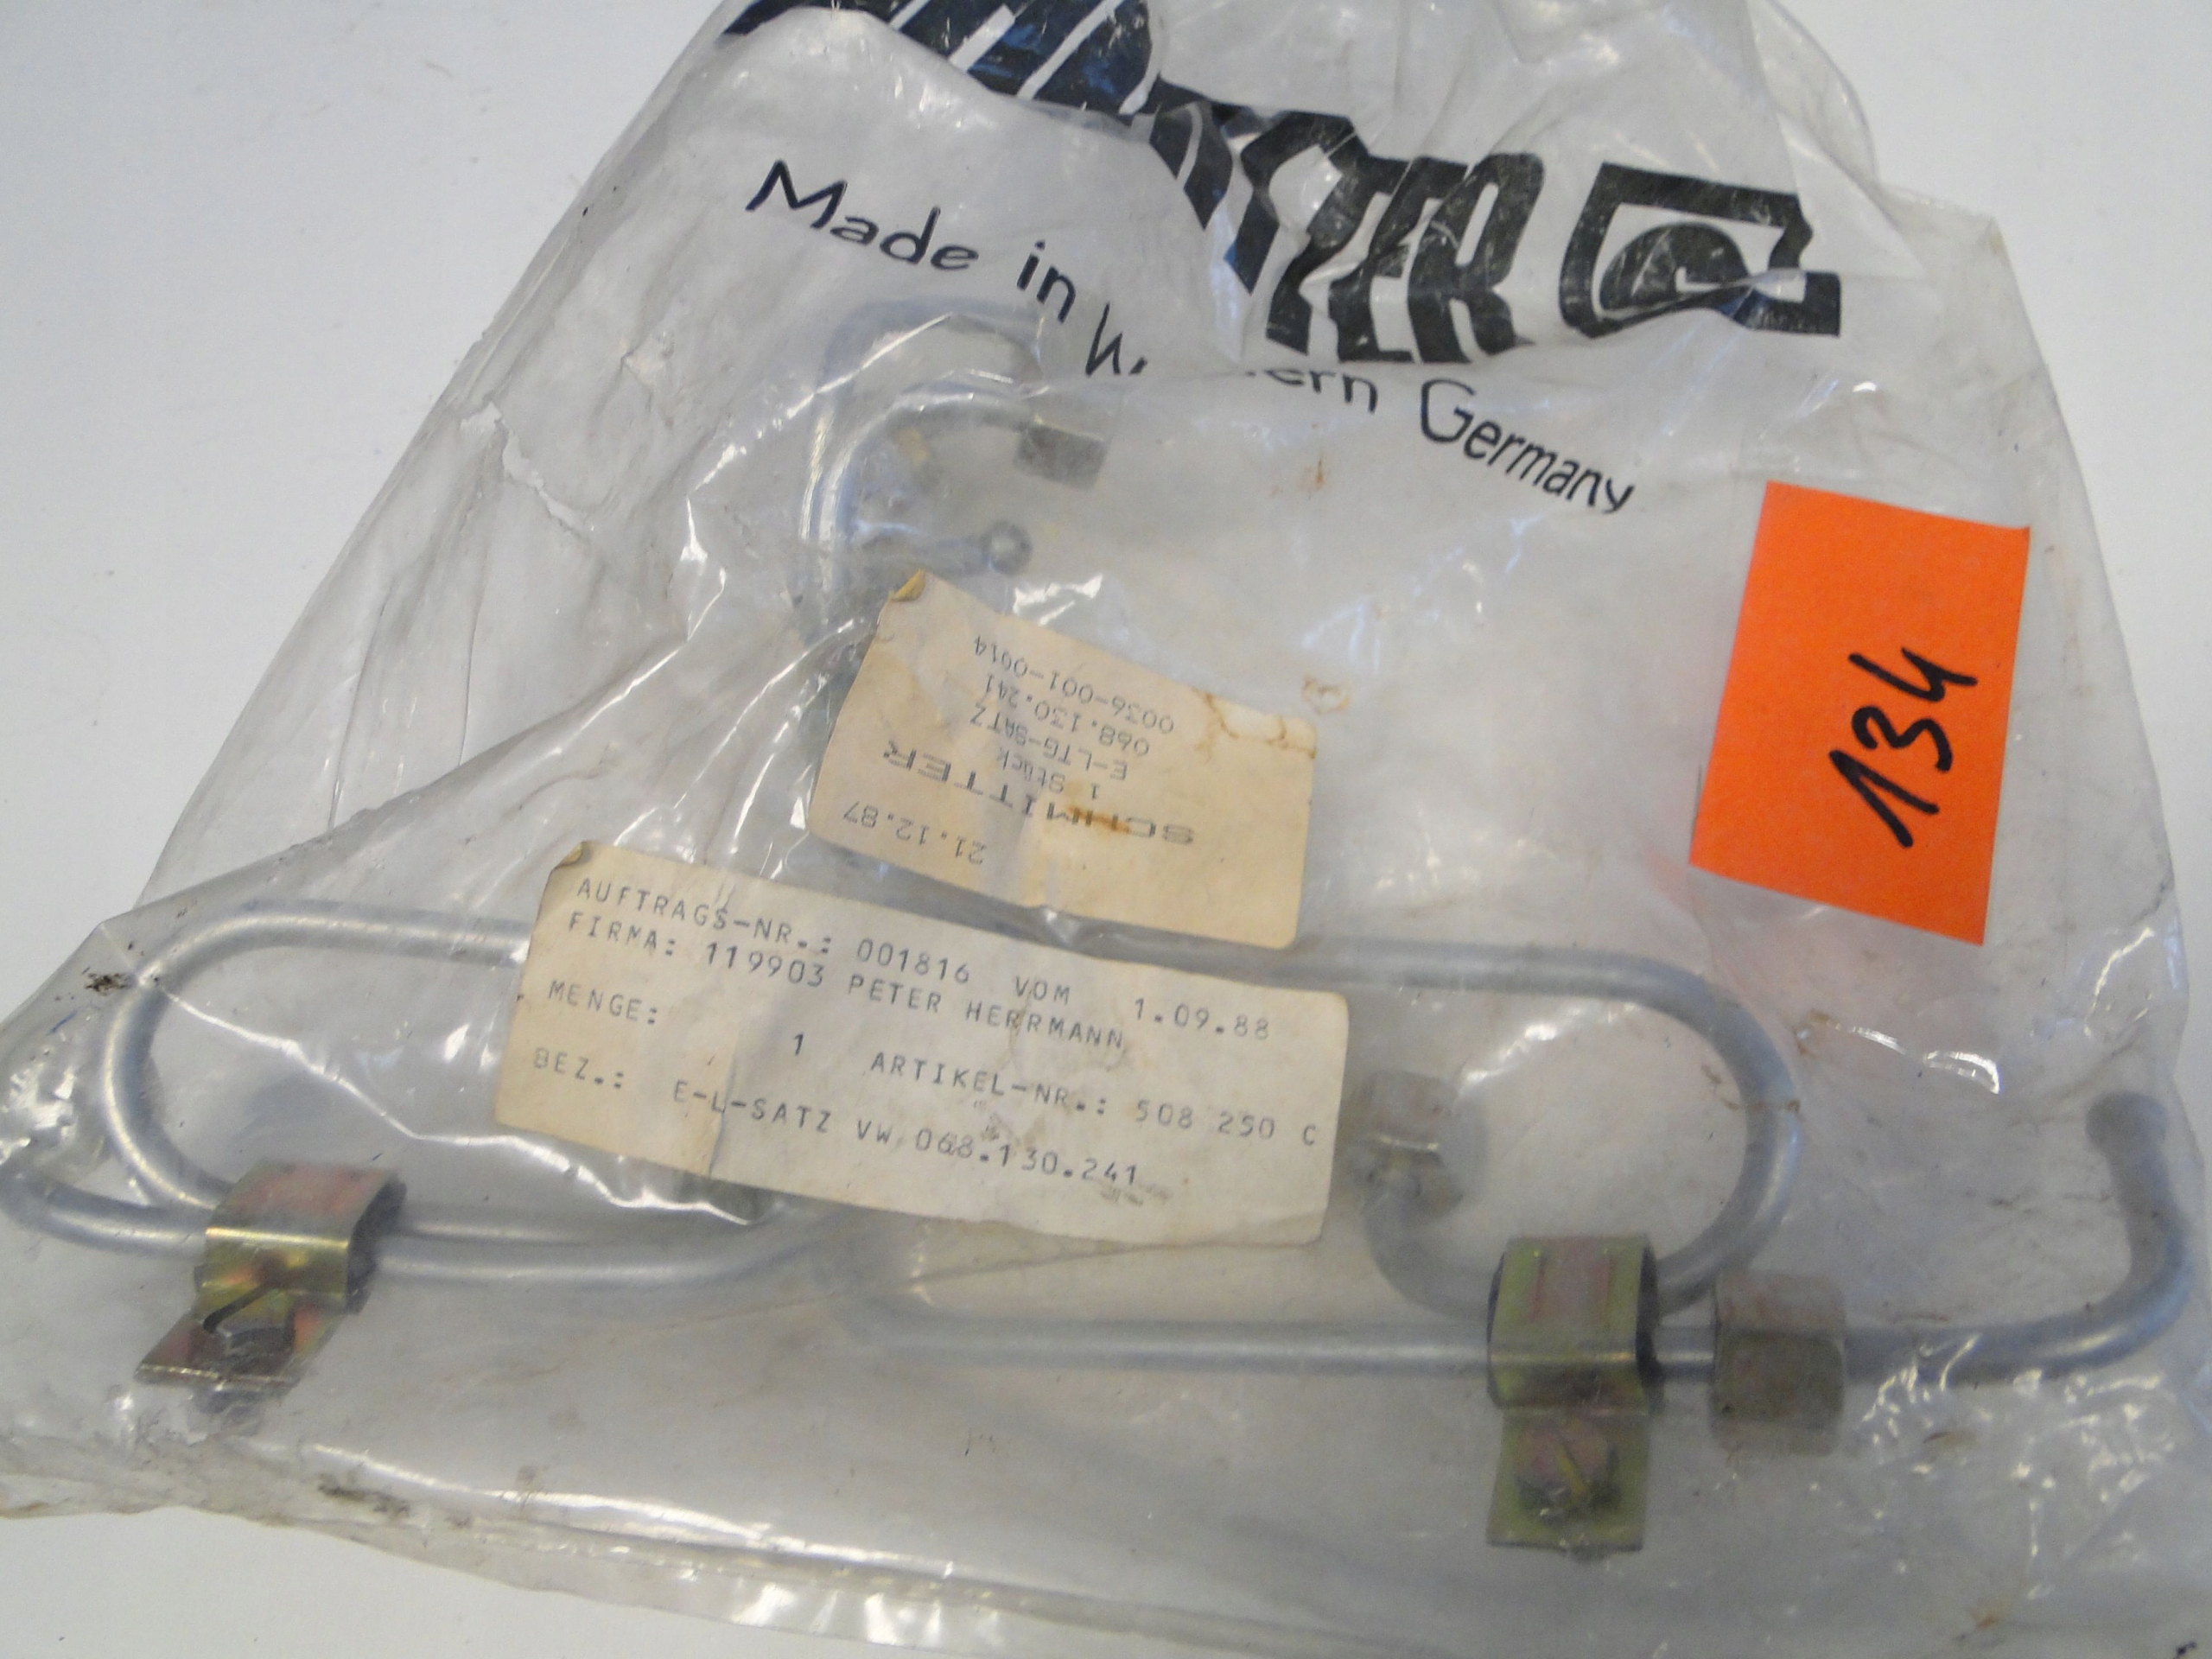 Made in
Germany
134
21.12.87
SCHMITTER
1 Stück
E-LTG-SATZ
068.130.241
0036-001-0014
AUFTRAGS-NR.: 001816 VOM 1.09.88
FIRMA: 119903 PETER HERRMANN
MENGE: 1 ARTIKEL-NR.: 508 250 C
BEZ.: E-L-SATZ VW 068.130.241